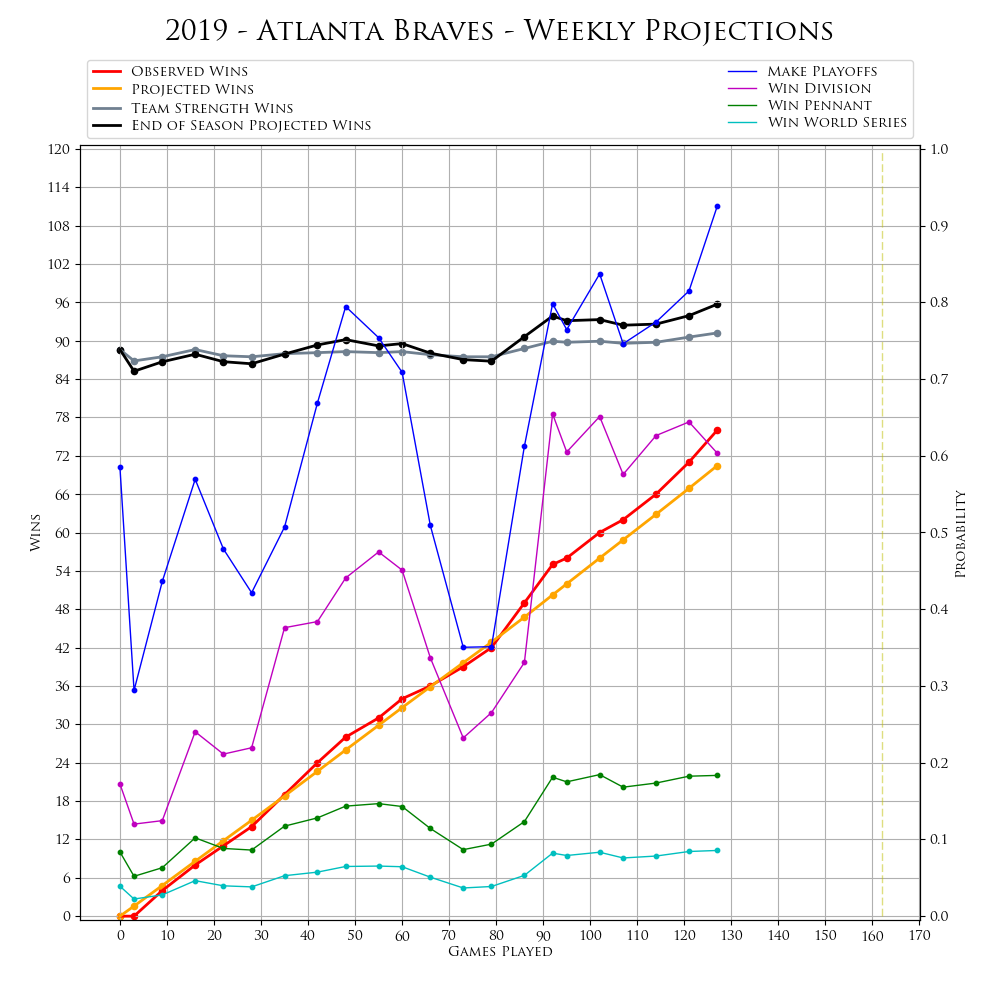 2019 - Atlanta Braves - Weekly Projections
Observed Wins
Projected Wins
Team Strength Wins
End of Season Projected Wins
Make Playoffs
Win Division
Win Pennant
Win World Series
120
114
108
102
96
90
84
78
72
66
60
54
48
42
36
30
24
18
12
6
0
Wins
1.0
0.9
0.8
0.7
0.6
0.5
0.4
0.3
0.2
0.1
0.0
Probability
0 10 20 30 40 50 60 70 80 90 100 110 120 130 140 150 160 170
Games Played